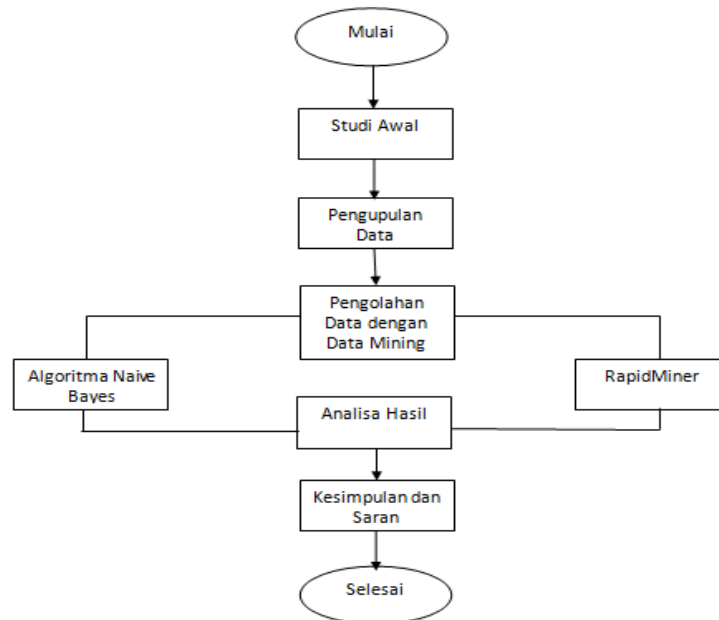 Mulai
Studi Awal
Pengupulan
Data
Pengolahan
Data dengan
Data Mining
Algoritma Naive
Bayes
RapidMiner
Analisa Hasil
Kesimpulan dan
Saran
Selesai